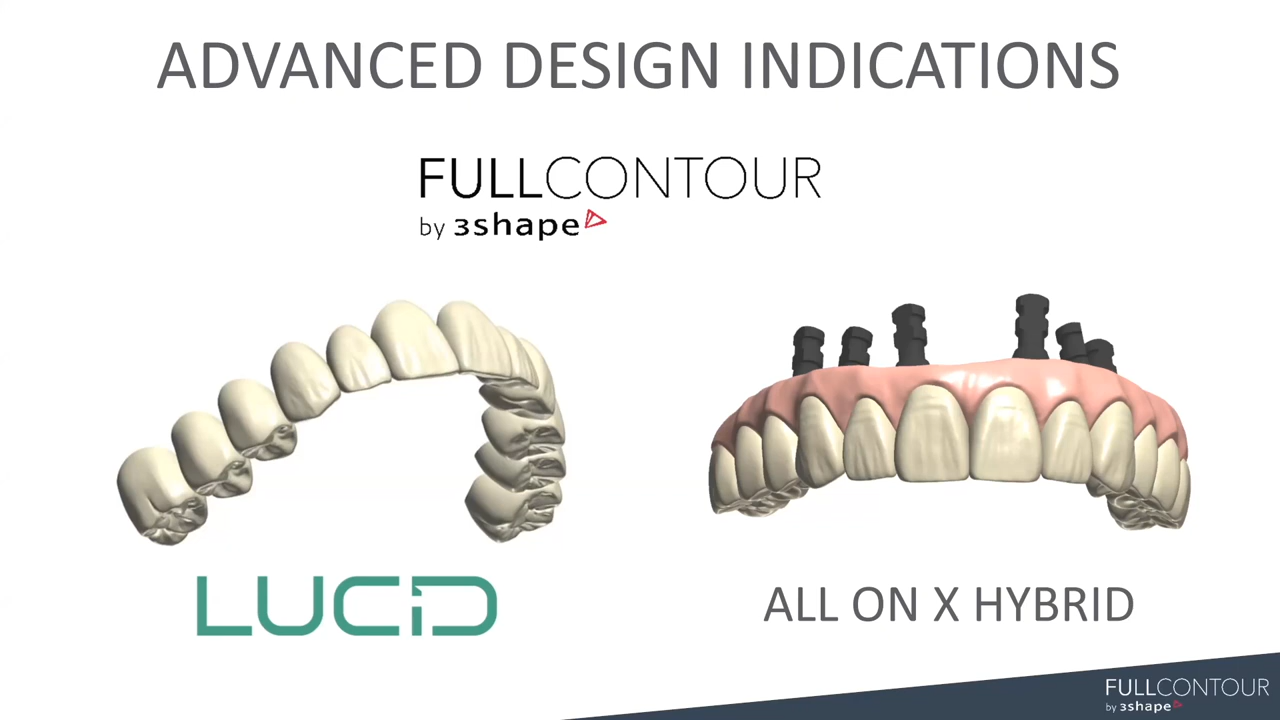 ADVANCED DESIGN INDICATIONS
FULLCONTOUR
by 3shape
LUCiD
ALL ON X HYBRID
FULLCONTOUR
by 3shape